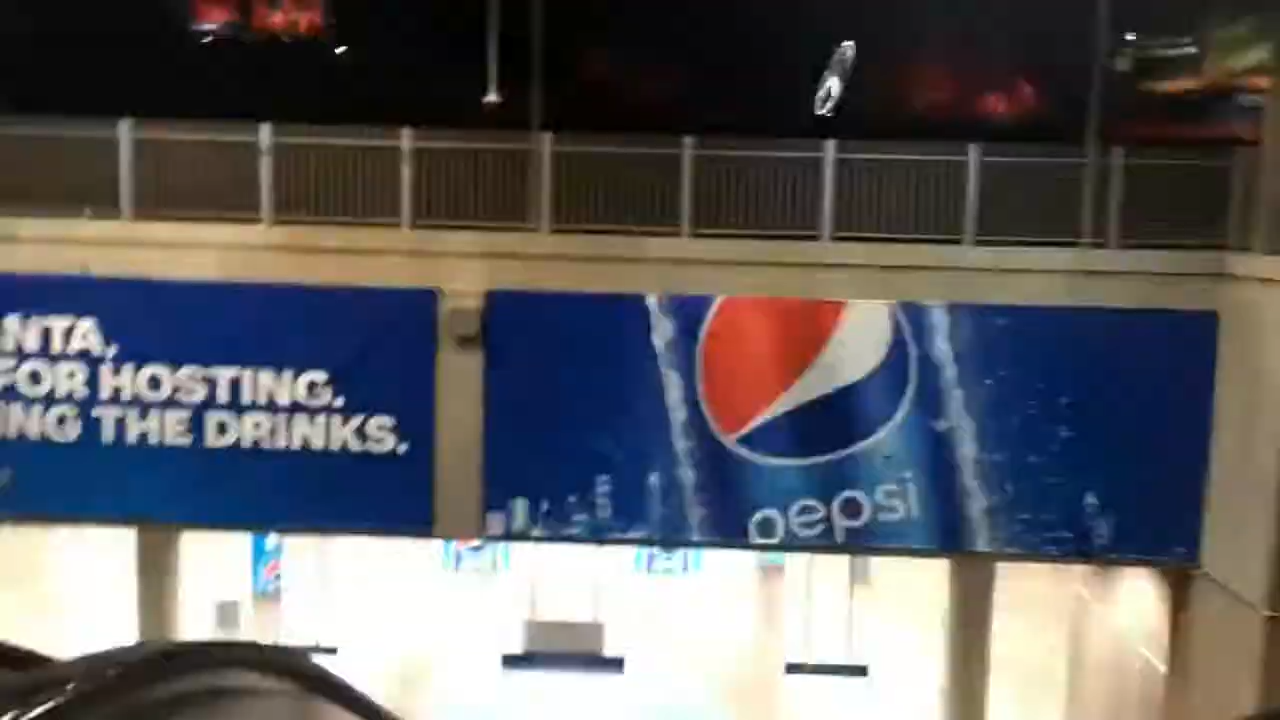 NTA,
FOR HOSTING.
ING THE DRINKS.
pepsi